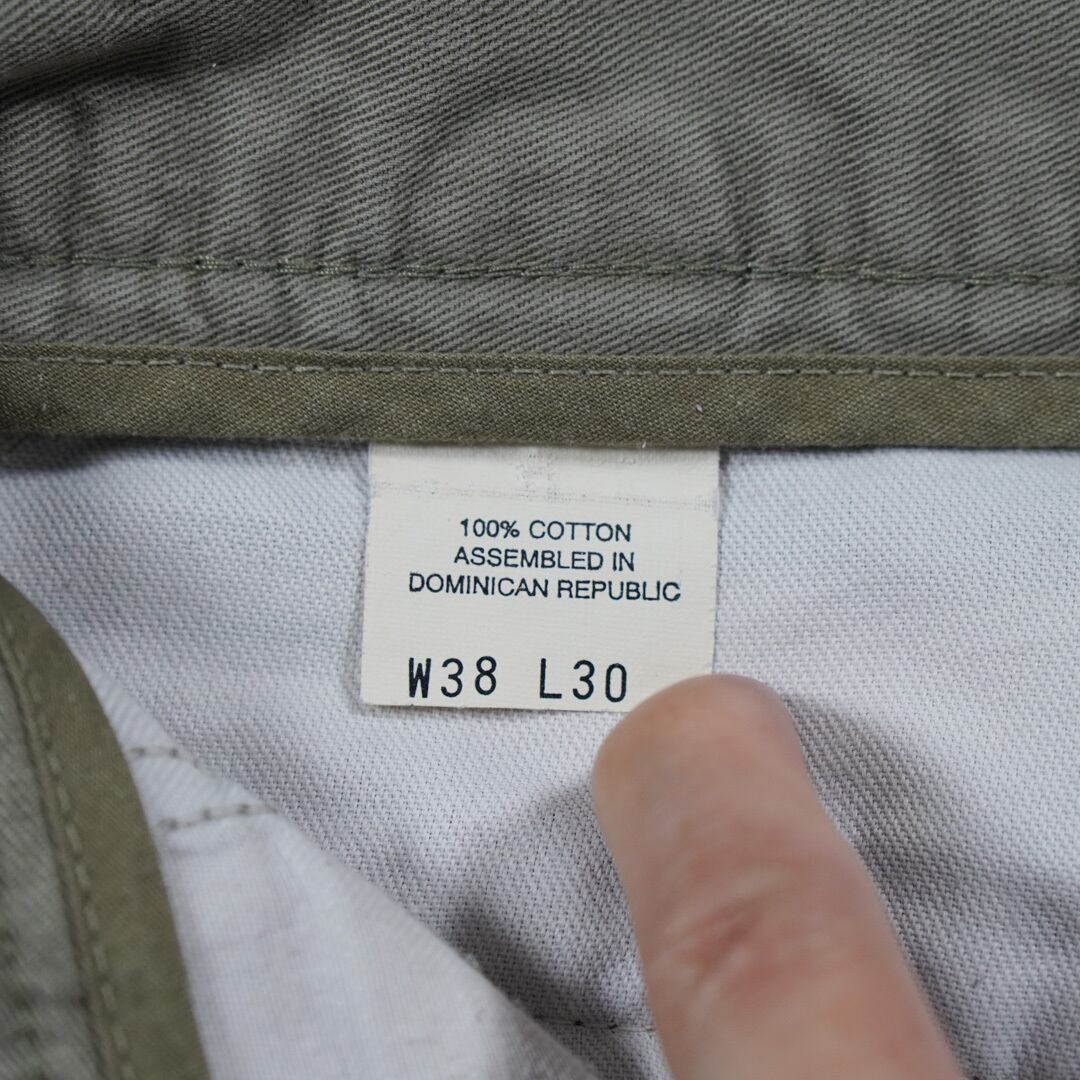 100% COTTON
ASSEMBLED IN
DOMINICAN REPUBLIC
W38 L30